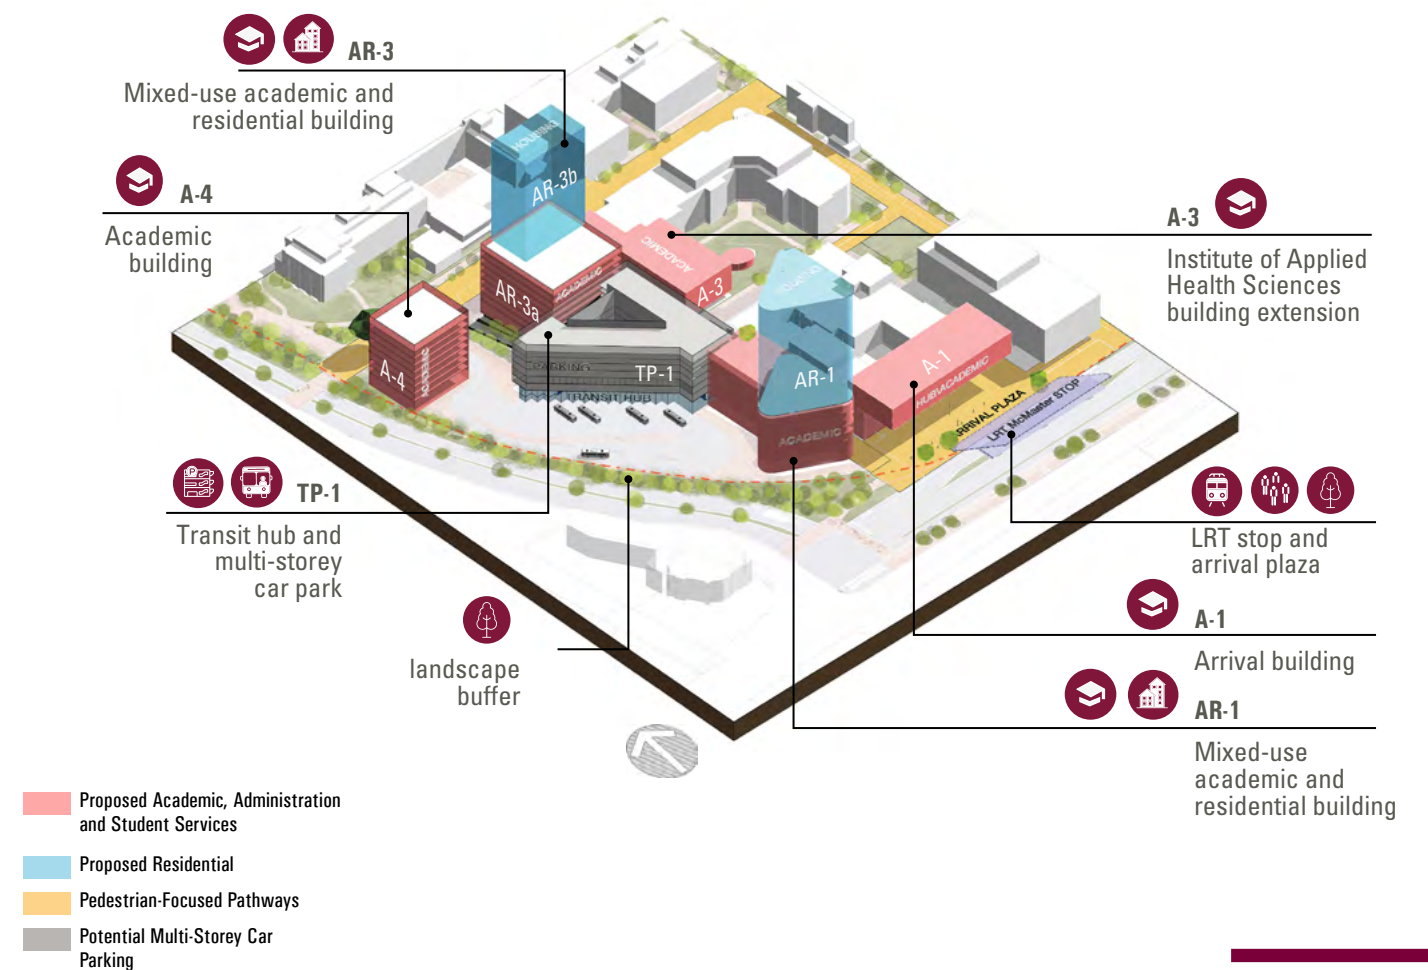 AR-3
Mixed-use academic and
residential building
A-4
Academic
building
A-3
Institute of Applied
Health Sciences
building extension
HOUSING
AR-3b
ACADEMIC
A-3
AR-3a
ACADEMIC
HOUSING
A-4
ACADEMIC
PARKING
TP-1
TRANSIT HUB
AR-1
ACADEMIC
A-1
HUB\ACADEMIC
ARRIVAL PLAZA
LRT McMaster STOP
P
TP-1
Transit hub and
multi-storey
car park
LRT stop and
arrival plaza
A-1
Arrival building
landscape
buffer
AR-1
Mixed-use
academic and
residential building
Proposed Academic, Administration
and Student Services
Proposed Residential
Pedestrian-Focused Pathways
Potential Multi-Storey Car
Parking